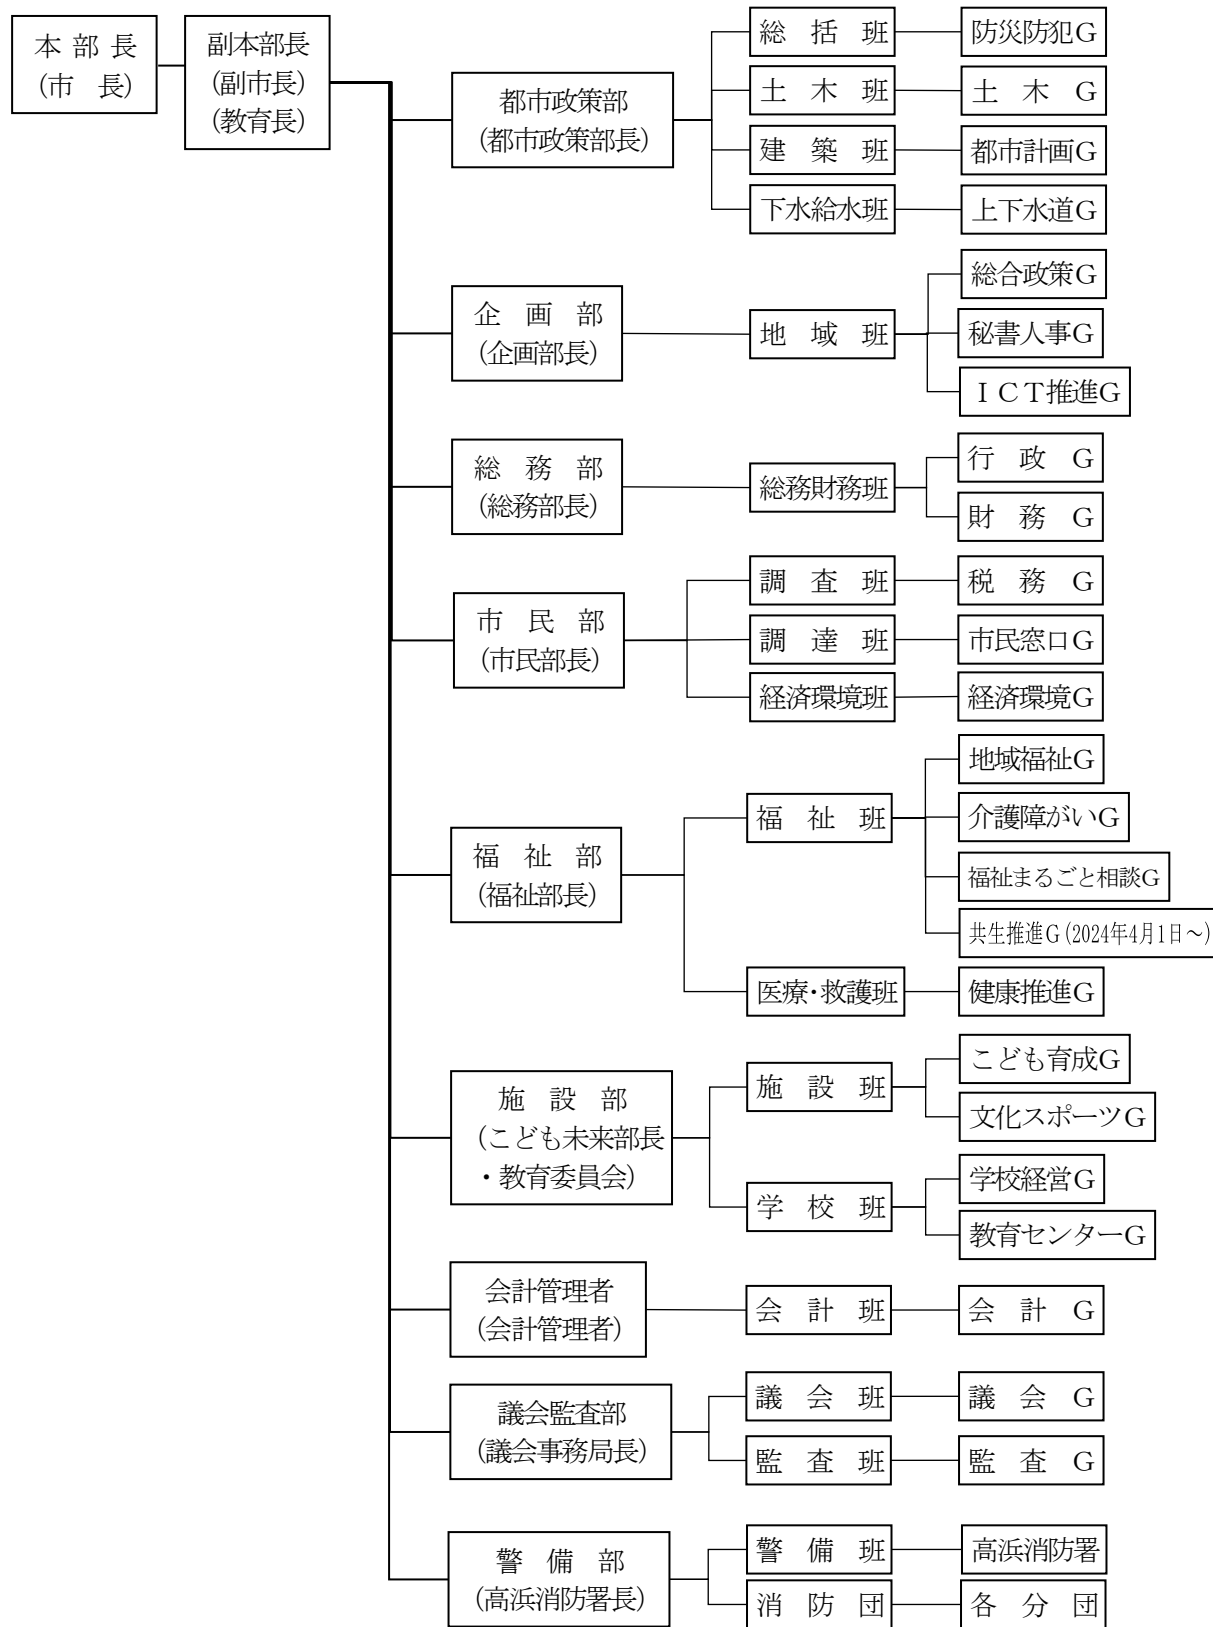 本部長
(市　長)
副本部長
(副市長)
(教育長)
都市政策部
(都市政策部長)
総括班
防災防犯G
土木班
土木G
建築班
都市計画G
下水給水班
上下水道G
企画部
(企画部長)
地域班
総合政策G
秘書人事G
ＩＣＴ推進G
総務部
(総務部長)
総務財務班
行政G
財務G
市民部
(市民部長)
調査班
税務G
調達班
市民窓口G
経済環境班
経済環境G
福祉部
(福祉部長)
福祉班
地域福祉G
介護障がいG
福祉まるごと相談G
共生推進G(2024年4月1日～)
医療・救護班
健康推進G
施設部
(こども未来部長
・教育委員会)
施設班
こども育成G
文化スポーツG
学校班
学校経営G
教育センターG
会計管理者
(会計管理者)
会計班
会計G
議会監査部
(議会事務局長)
議会班
議会G
監査班
監査G
警備部
(高浜消防署長)
警備班
高浜消防署
消防団
各分団